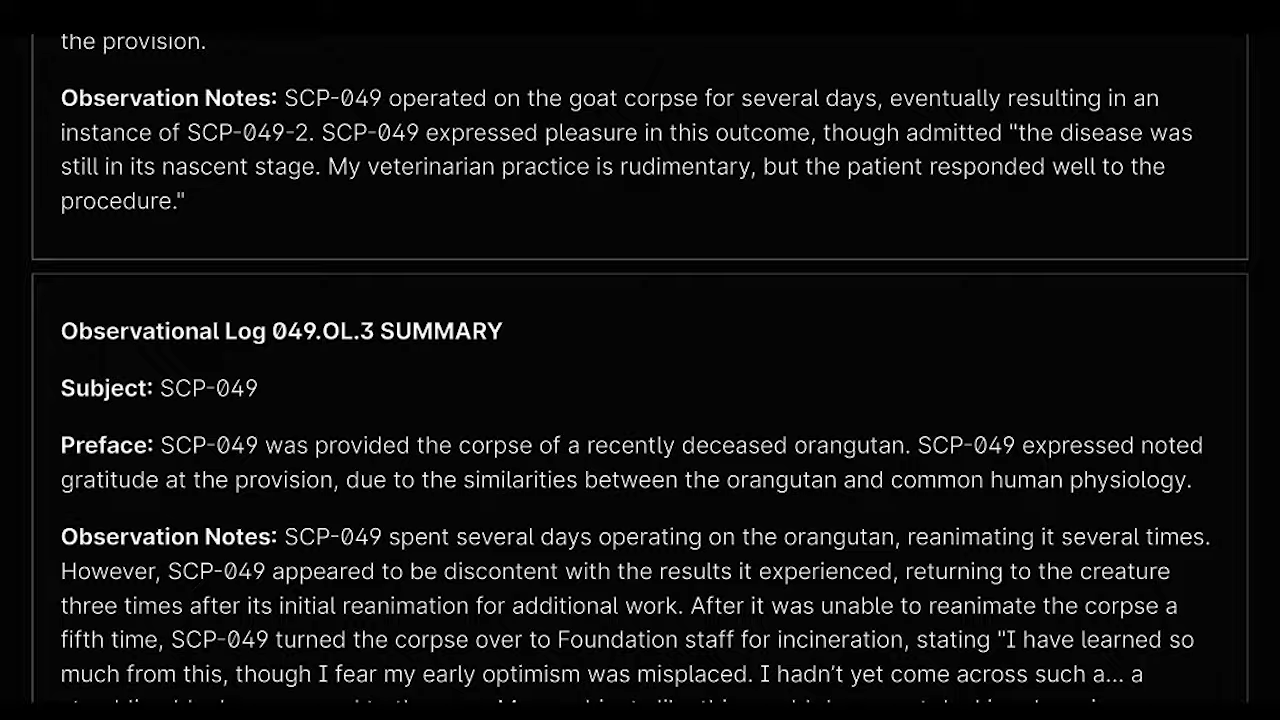 the provision.
Observation Notes: SCP-049 operated on the goat corpse for several days, eventually resulting in an
instance of SCP-049-2. SCP-049 expressed pleasure in this outcome, though admitted "the disease was
still in its nascent stage. My veterinarian practice is rudimentary, but the patient responded well to the
procedure."
Observational Log 049.OL.3 SUMMARY
Subject: SCP-049
Preface: SCP-049 was provided the corpse of a recently deceased orangutan. SCP-049 expressed noted
gratitude at the provision, due to the similarities between the orangutan and common human physiology.
Observation Notes: SCP-049 spent several days operating on the orangutan, reanimating it several times.
However, SCP-049 appeared to be discontent with the results it experienced, returning to the creature
three times after its initial reanimation for additional work. After it was unable to reanimate the corpse a
fifth time, SCP-049 turned the corpse over to Foundation staff for incineration, stating "I have learned so
much from this, though I fear my early optimism was misplaced. I hadn't yet come across such a... a